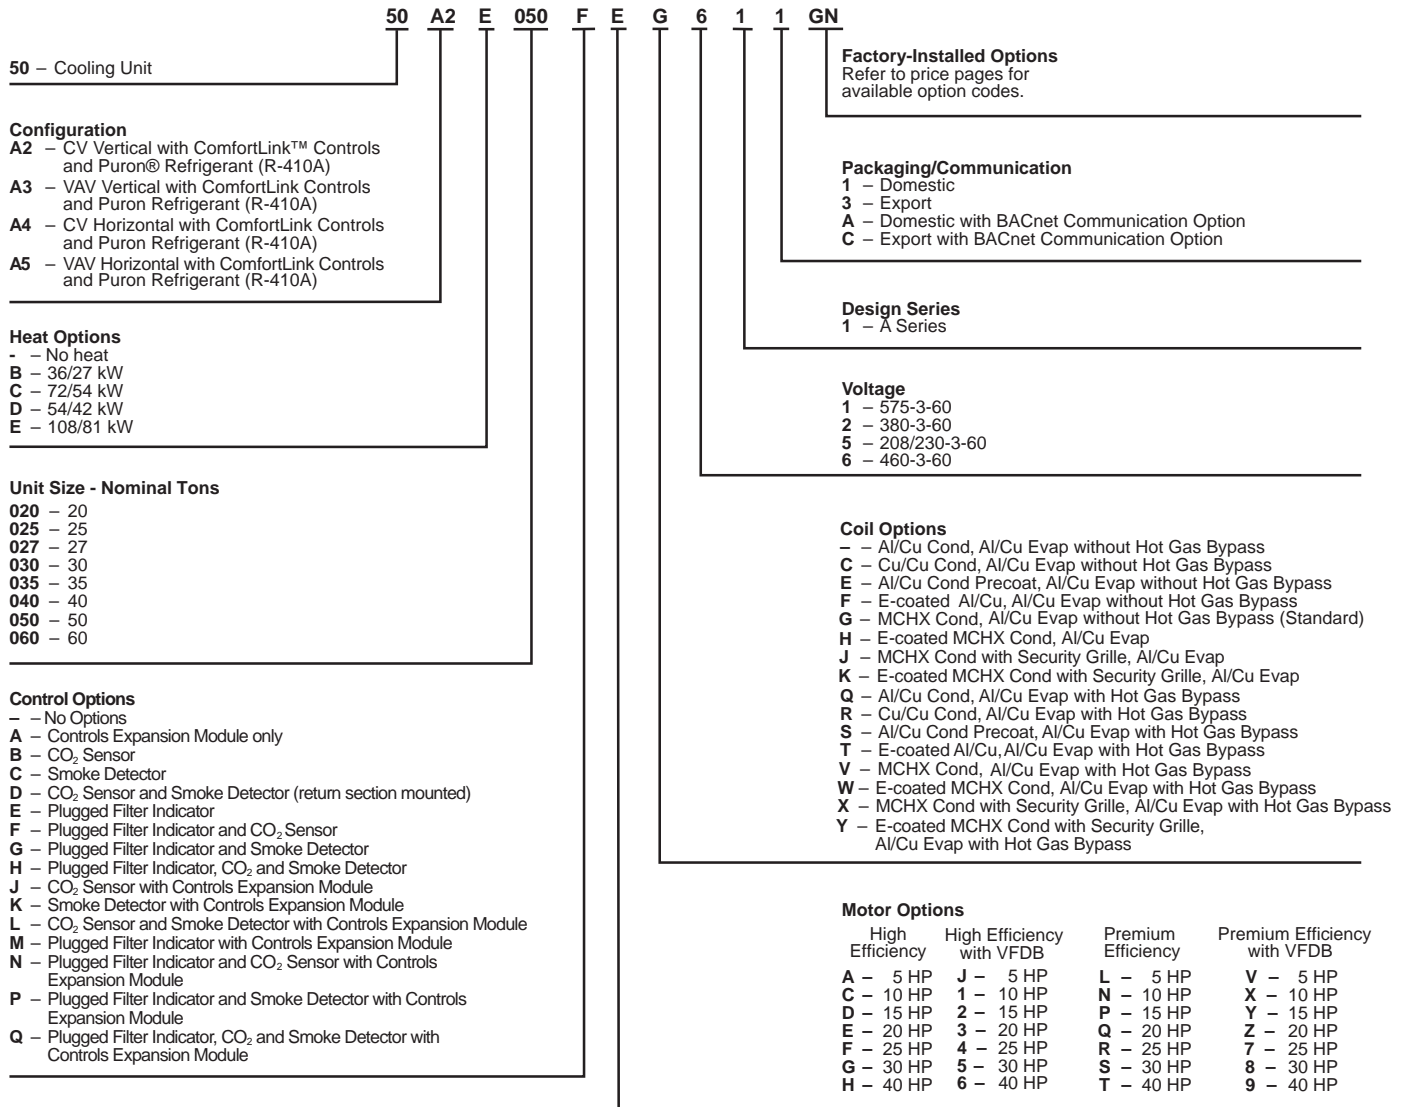 50 A2 E 050 F E G 6 1 1 GN
50 – Cooling Unit
Configuration
A2 – CV Vertical with ComfortLink™ Controls
and Puron® Refrigerant (R-410A)
A3 – VAV Vertical with ComfortLink Controls
and Puron Refrigerant (R-410A)
A4 – CV Horizontal with ComfortLink Controls
and Puron Refrigerant (R-410A)
A5 – VAV Horizontal with ComfortLink Controls
and Puron Refrigerant (R-410A)
Heat Options
- – No heat
B – 36/27 kW
C – 72/54 kW
D – 54/42 kW
E – 108/81 kW
Unit Size - Nominal Tons
020 – 20
025 – 25
027 – 27
030 – 30
035 – 35
040 – 40
050 – 50
060 – 60
Control Options
– – No Options
A – Controls Expansion Module only
B – CO₂ Sensor
C – Smoke Detector
D – CO₂ Sensor and Smoke Detector (return section mounted)
E – Plugged Filter Indicator
F – Plugged Filter Indicator and CO₂ Sensor
G – Plugged Filter Indicator and Smoke Detector
H – Plugged Filter Indicator, CO₂ and Smoke Detector
J – CO₂ Sensor with Controls Expansion Module
K – Smoke Detector with Controls Expansion Module
L – CO₂ Sensor and Smoke Detector with Controls Expansion Module
M – Plugged Filter Indicator with Controls Expansion Module
N – Plugged Filter Indicator and CO₂ Sensor with Controls
Expansion Module
P – Plugged Filter Indicator and Smoke Detector with Controls
Expansion Module
Q – Plugged Filter Indicator, CO₂ and Smoke Detector with
Controls Expansion Module
Factory-Installed Options
Refer to price pages for
available option codes.
Packaging/Communication
1 – Domestic
3 – Export
A – Domestic with BACnet Communication Option
C – Export with BACnet Communication Option
Design Series
1 – A Series
Voltage
1 – 575-3-60
2 – 380-3-60
5 – 208/230-3-60
6 – 460-3-60
Coil Options
– – Al/Cu Cond, Al/Cu Evap without Hot Gas Bypass
C – Cu/Cu Cond, Al/Cu Evap without Hot Gas Bypass
E – Al/Cu Cond Precoat, Al/Cu Evap without Hot Gas Bypass
F – E-coated Al/Cu, Al/Cu Evap without Hot Gas Bypass
G – MCHX Cond, Al/Cu Evap without Hot Gas Bypass (Standard)
H – E-coated MCHX Cond, Al/Cu Evap
J – MCHX Cond with Security Grille, Al/Cu Evap
K – E-coated MCHX Cond with Security Grille, Al/Cu Evap
Q – Al/Cu Cond, Al/Cu Evap with Hot Gas Bypass
R – Cu/Cu Cond, Al/Cu Evap with Hot Gas Bypass
S – Al/Cu Cond Precoat, Al/Cu Evap with Hot Gas Bypass
T – E-coated Al/Cu, Al/Cu Evap with Hot Gas Bypass
V – MCHX Cond, Al/Cu Evap with Hot Gas Bypass
W – E-coated MCHX Cond, Al/Cu Evap with Hot Gas Bypass
X – MCHX Cond with Security Grille, Al/Cu Evap with Hot Gas Bypass
Y – E-coated MCHX Cond with Security Grille,
Al/Cu Evap with Hot Gas Bypass
Motor Options
High High Efficiency Premium Premium Efficiency
Efficiency with VFDB Efficiency with VFDB
A – 5 HP J – 5 HP L – 5 HP V – 5 HP
C – 10 HP 1 – 10 HP N – 10 HP X – 10 HP
D – 15 HP 2 – 15 HP P – 15 HP Y – 15 HP
E – 20 HP 3 – 20 HP Q – 20 HP Z – 20 HP
F – 25 HP 4 – 25 HP R – 25 HP 7 – 25 HP
G – 30 HP 5 – 30 HP S – 30 HP 8 – 30 HP
H – 40 HP 6 – 40 HP T – 40 HP 9 – 40 HP